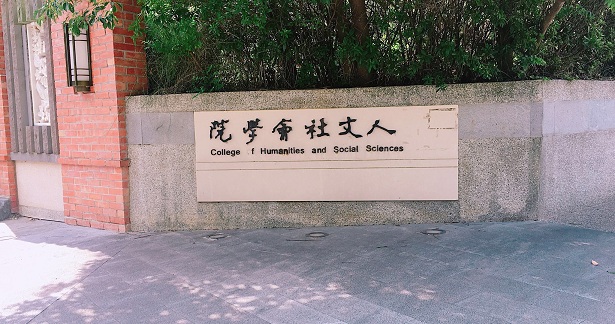 人文社會學院
College f Humanities and Social Sciences